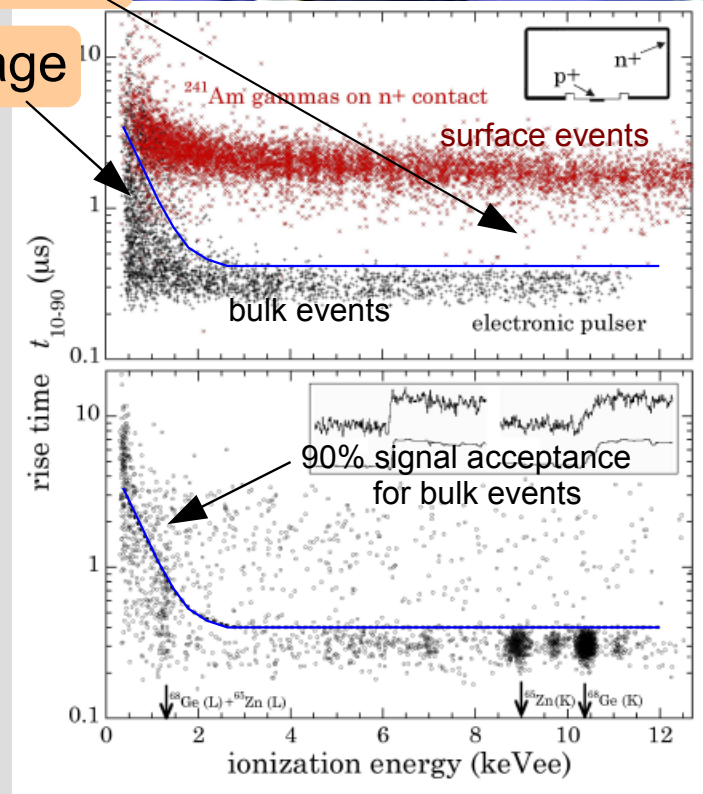 age
10
²⁴¹Am gammas on n+ contact
n+
p+
surface events
1
bulk events
electronic pulser
0.1
rise time t₁₀₋₉₀ (μs)
10
90% signal acceptance
for bulk events
1
⁶⁸Ge (L)+⁶⁵Zn (L)
⁶⁵Zn(K)
⁶⁸Ge (K)
0.1
0 2 4 6 8 10 12
ionization energy (keVee)